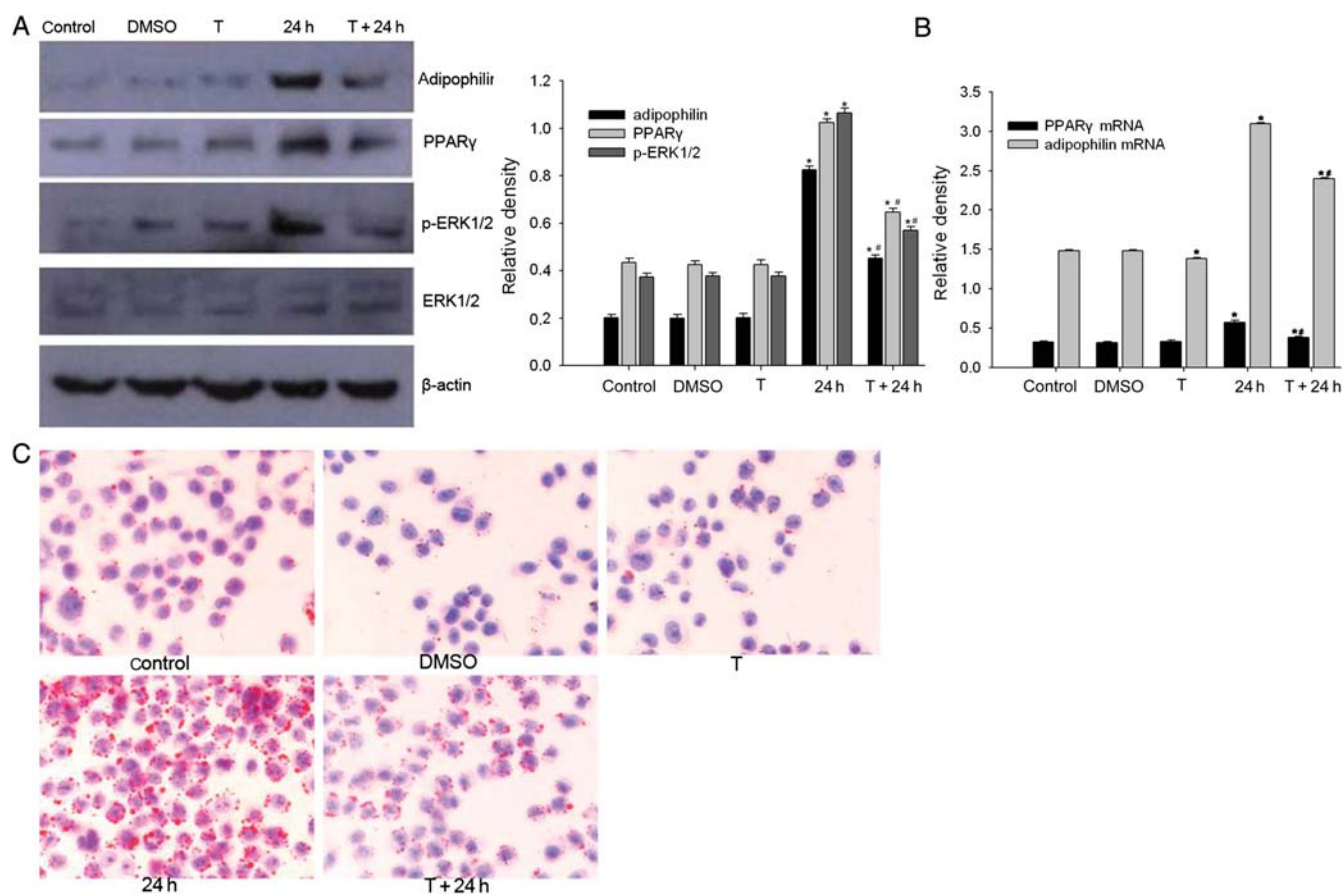 A
Control DMSO T 24 h T + 24 h
Adipophilin
PPARγ
p-ERK1/2
ERK1/2
β-actin
Relative density
1.2
1.0
0.8
0.6
0.4
0.2
0.0
adipophilin
PPARγ
p-ERK1/2
* * *
* # * # *#
Control DMSO T 24 h T + 24 h
B
Relative density
3.5
3.0
2.5
2.0
1.5
1.0
0.5
0.0
PPARγ mRNA
adipophilin mRNA
* * * *# *#
Control DMSO T 24 h T + 24 h
C
Control DMSO T
24 h T + 24 h